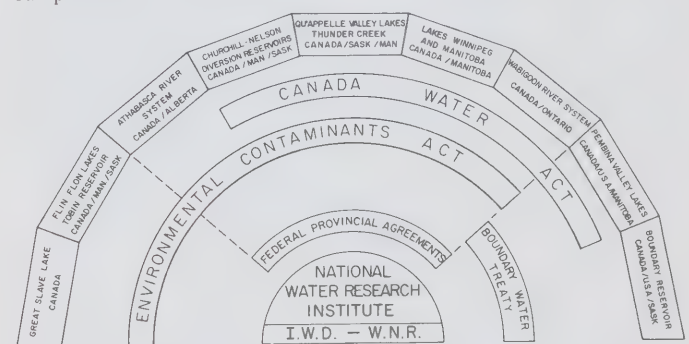 GREAT SLAVE LAKE
CANADA
FLIN FLON LAKES
TOBIN RESERVOIR
CANADA/MAN/SASK
ATHABASCA RIVER
SYSTEM
CANADA/ALBERTA
CHURCHILL-NELSON
DIVERSION RESERVOIRS
CANADA/MAN/SASK
QU'APPELLE VALLEY LAKES
THUNDER CREEK
CANADA/SASK/MAN
LAKES WINNIPEG
AND MANITOBA
CANADA/MANITOBA
WABIGOON RIVER SYSTEM
CANADA/ONTARIO
PEMBINA VALLEY LAKES
CANADA/U S A/MANITOBA
BOUNDARY RESERVOIR
CANADA/USA/SASK
CANADA WATER ACT
ENVIRONMENTAL CONTAMINANTS ACT
FEDERAL PROVINCIAL AGREEMENTS
BOUNDARY WATER
TREATY
NATIONAL
WATER RESEARCH
INSTITUTE
I.W.D. — W.N.R.